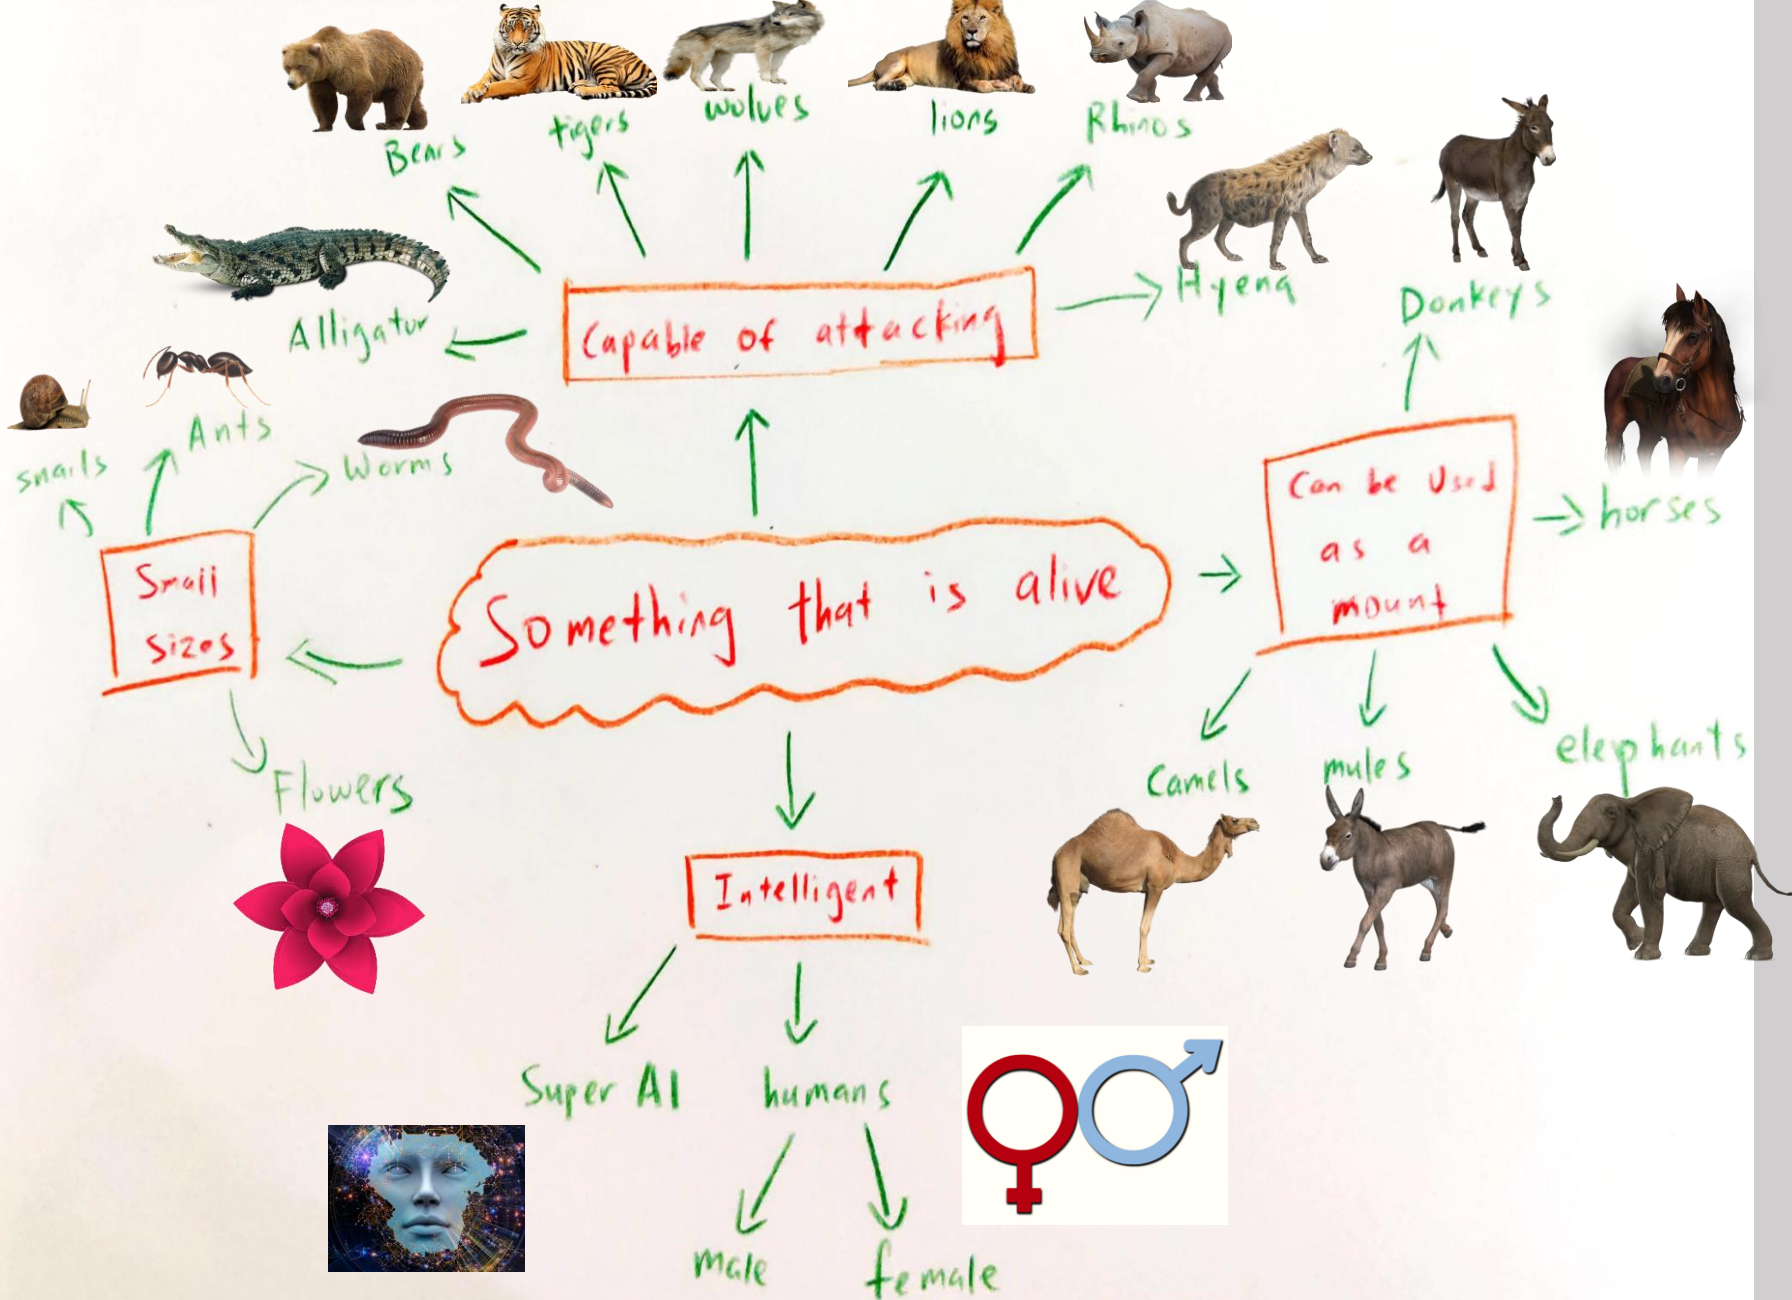 Bears
tigers
wolves
lions
Rhinos
Hyena
Alligator
Capable of attacking
Donkeys
snails
Ants
Worms
Can be Used
as a
mount
horses
Small
sizes
Something that is alive
Flowers
Camels
mules
elephants
Intelligent
Super AI
humans
male
female